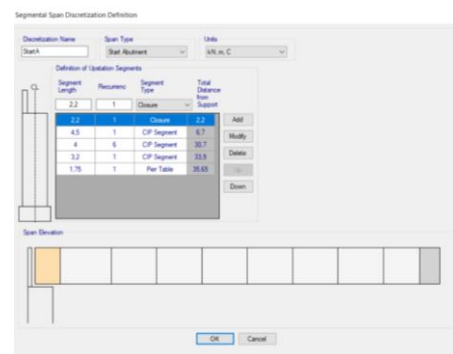 Segmental Span Discretization Definition
Discretization Name
StartA
Span Type
Start Abutment
Units
kN, m, C
Definition of Upstation Segments
Segment Length Recurrenc Segment Type Total Distance from Support
2,2 1 Closure
2,2 1 Closure 2,2
4,5 1 CIP Segment 6,7
4 6 CIP Segment 30,7
3,2 1 CIP Segment 33,9
1,75 1 Pier Table 35,65
Add
Modify
Delete
Up
Down
CL
Span Elevation
OK Cancel